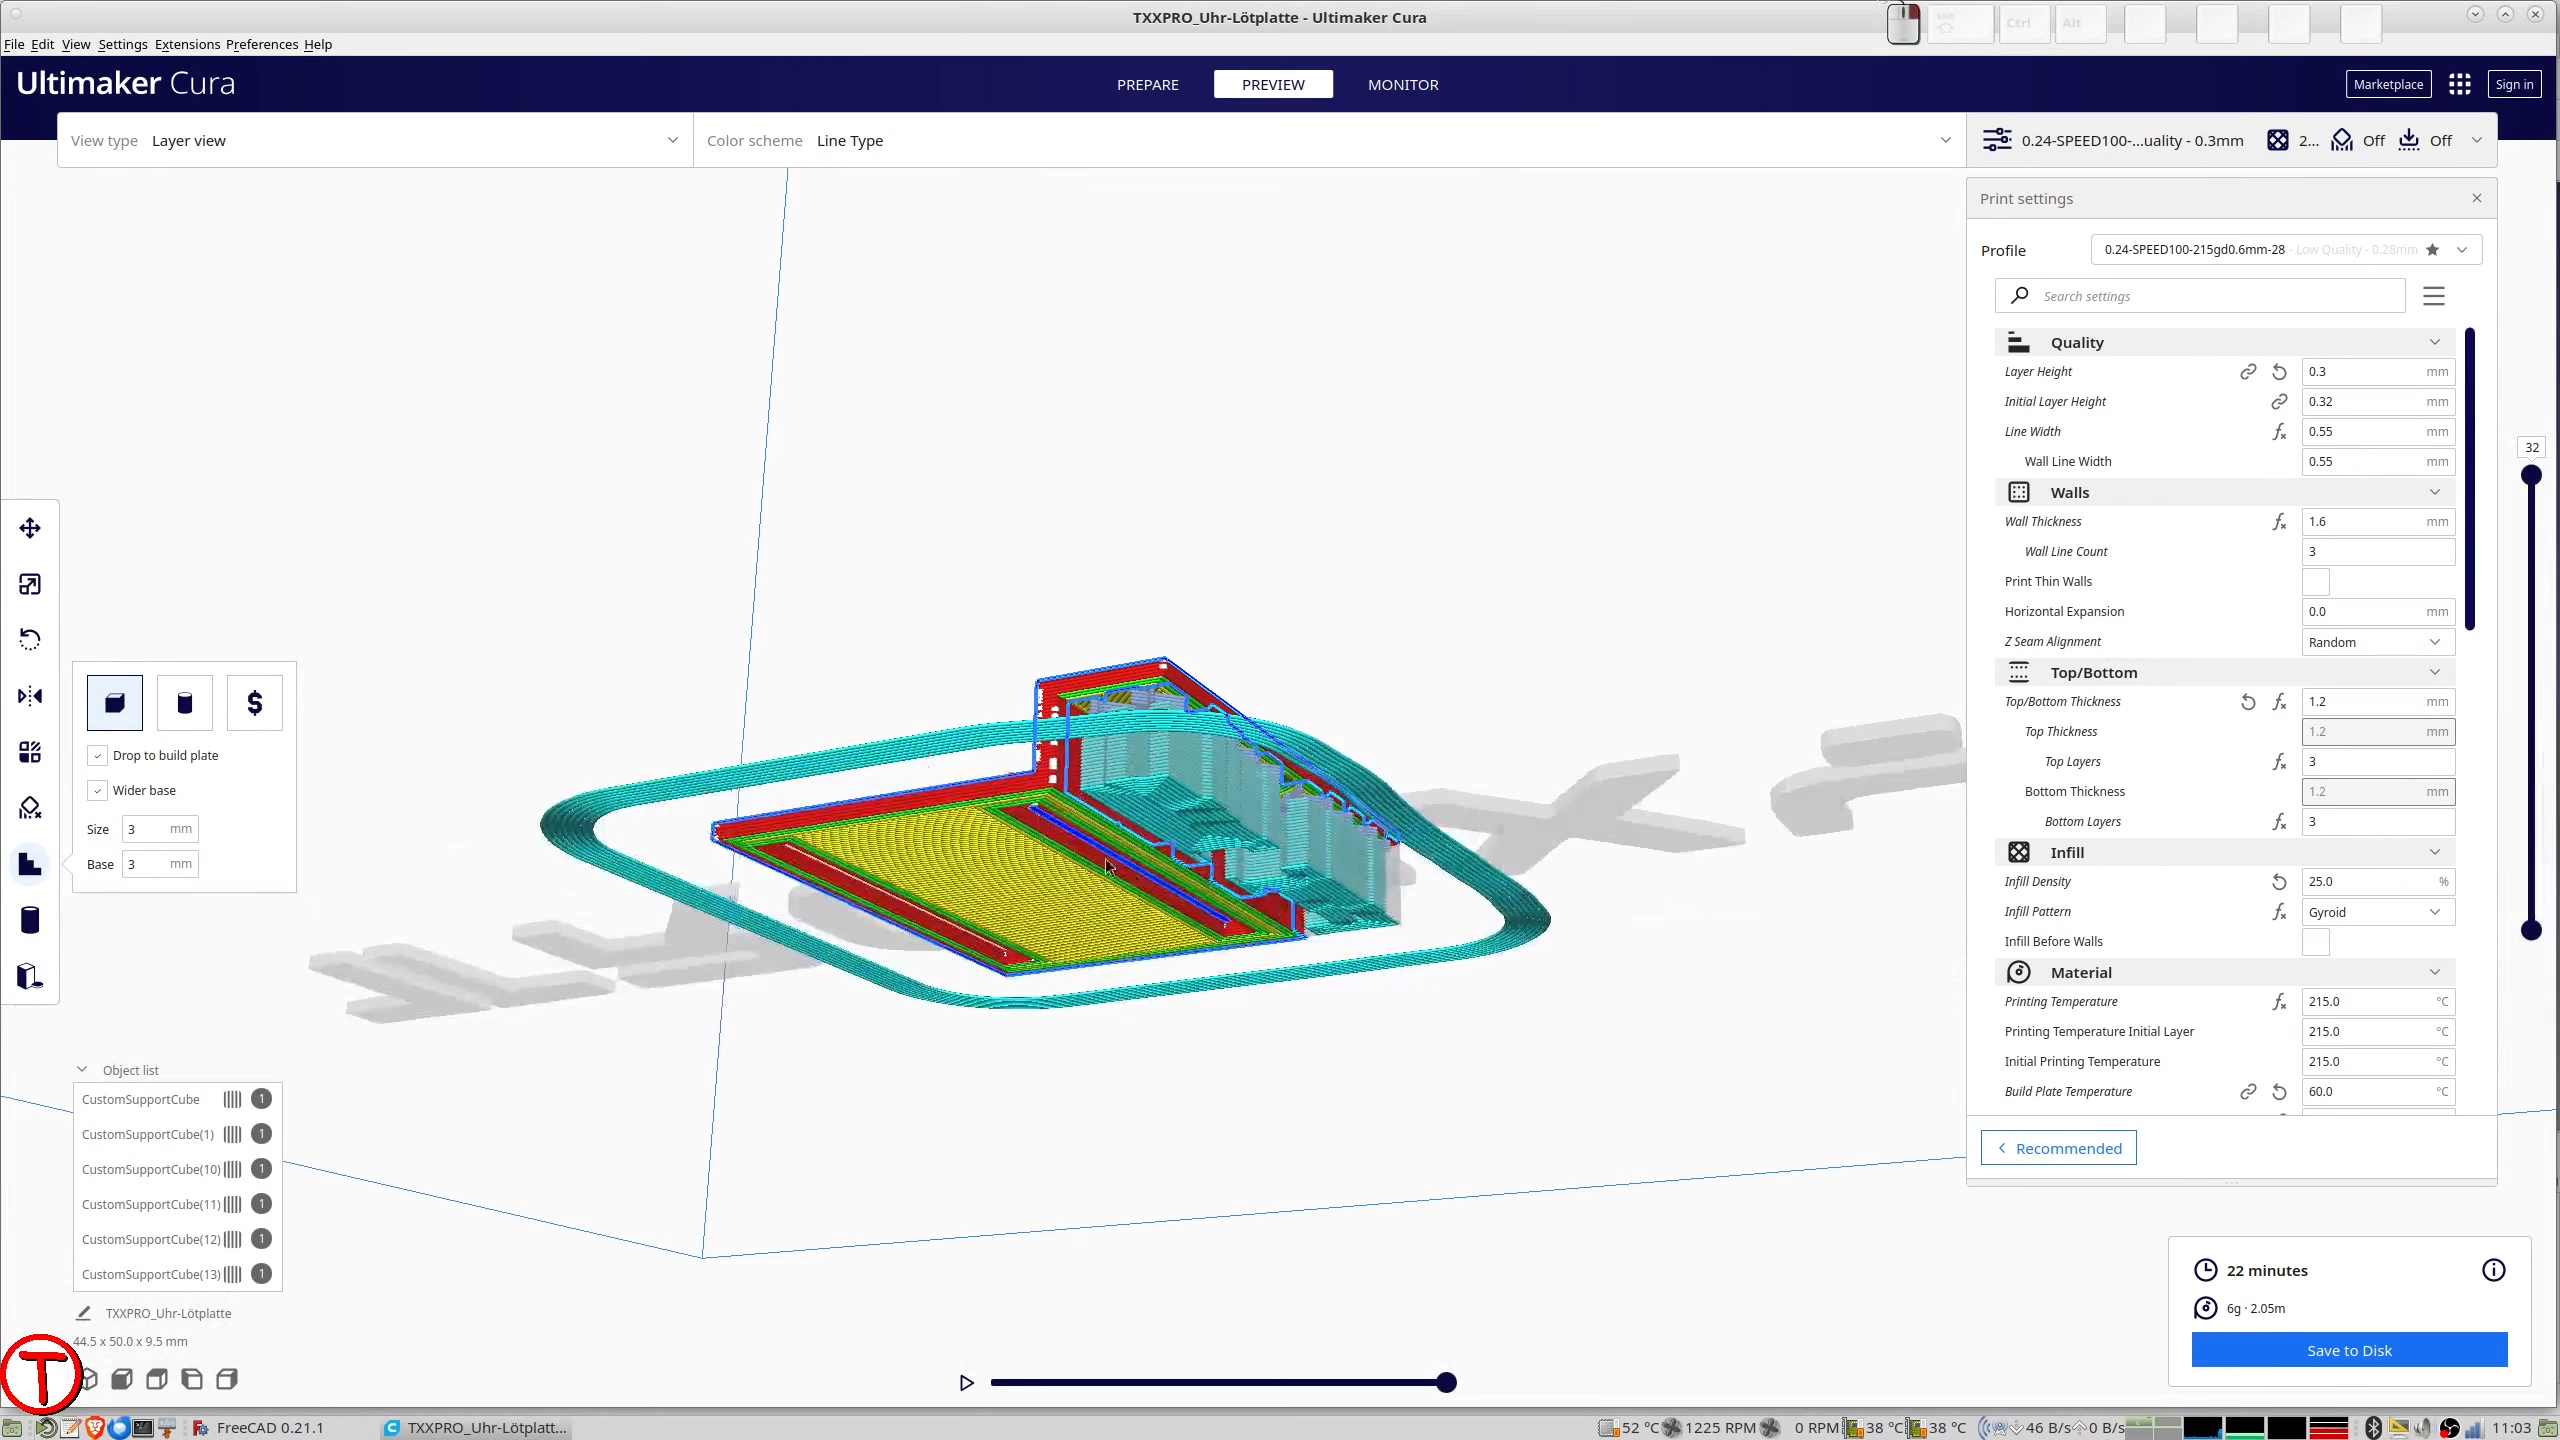 TXXPRO_Uhr-Lötplatte - Ultimaker Cura
Shift Ctrl Alt
File Edit View Settings Extensions Preferences Help
Ultimaker Cura
PREPARE PREVIEW MONITOR
Marketplace Sign in
View type Layer view
Color scheme Line Type
0.24-SPEED100-...uality - 0.3mm 2... Off Off
Print settings
Profile 0.24-SPEED100-215gd0.6mm-28 - Low Quality - 0.28mm
Search settings
Quality
Layer Height 0.3 mm
Initial Layer Height 0.32 mm
Line Width 0.55 mm
Wall Line Width 0.55 mm
Walls
Wall Thickness 1.6 mm
Wall Line Count 3
Print Thin Walls
Horizontal Expansion 0.0 mm
Z Seam Alignment Random
Top/Bottom
Top/Bottom Thickness 1.2 mm
Top Thickness 1.2 mm
Top Layers 3
Bottom Thickness 1.2 mm
Bottom Layers 3
Infill
Infill Density 25.0 %
Infill Pattern Gyroid
Infill Before Walls
Material
Printing Temperature 215.0 °C
Printing Temperature Initial Layer 215.0 °C
Initial Printing Temperature 215.0 °C
Build Plate Temperature 60.0 °C
Recommended
32
$
Drop to build plate
Wider base
Size 3 mm
Base 3 mm
Object list
CustomSupportCube 1
CustomSupportCube(1) 1
CustomSupportCube(10) 1
CustomSupportCube(11) 1
CustomSupportCube(12) 1
CustomSupportCube(13) 1
TXXPRO_Uhr-Lötplatte
44.5 x 50.0 x 9.5 mm
T
22 minutes
6g · 2.05m
Save to Disk
FreeCAD 0.21.1 TXXPRO_Uhr-Lötplatt... 52 °C 1225 RPM 0 RPM 38 °C 38 °C 46 B/s 0 B/s 11:03